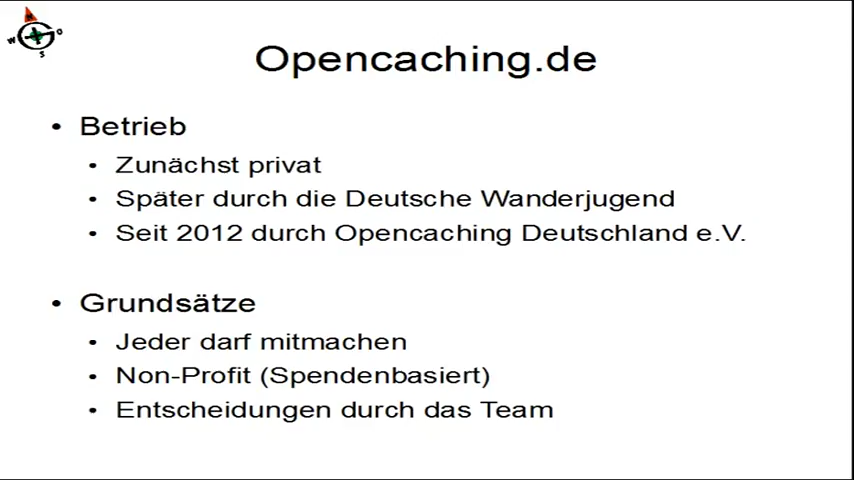 W O
S
Opencaching.de
• Betrieb
• Zunächst privat
• Später durch die Deutsche Wanderjugend
• Seit 2012 durch Opencaching Deutschland e.V.
• Grundsätze
• Jeder darf mitmachen
• Non-Profit (Spendenbasiert)
• Entscheidungen durch das Team